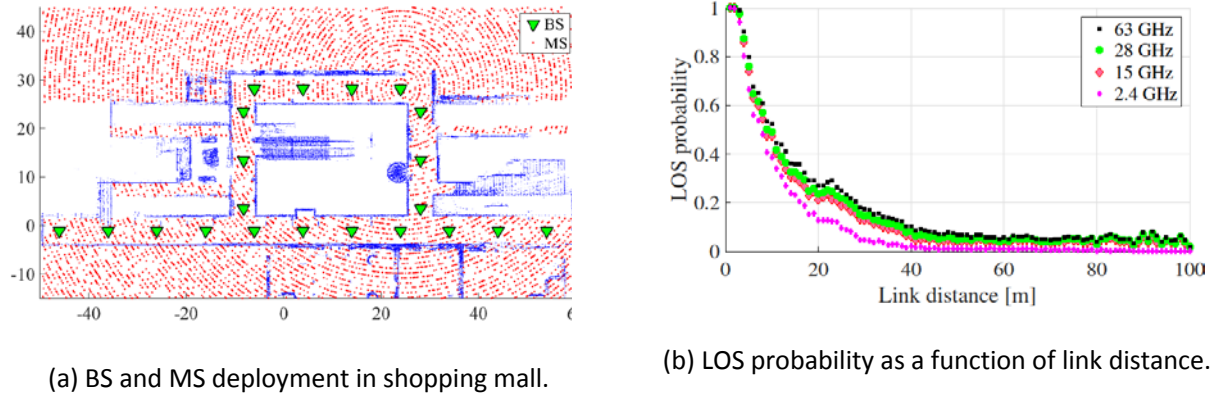 40
30
20
10
0
-10
-40
-20
0
20
40
6
BS
MS
(a) BS and MS deployment in shopping mall.
LOS probability
1
0.8
0.6
0.4
0.2
0
0
20
40
60
80
100
Link distance [m]
63 GHz
28 GHz
15 GHz
2.4 GHz
(b) LOS probability as a function of link distance.